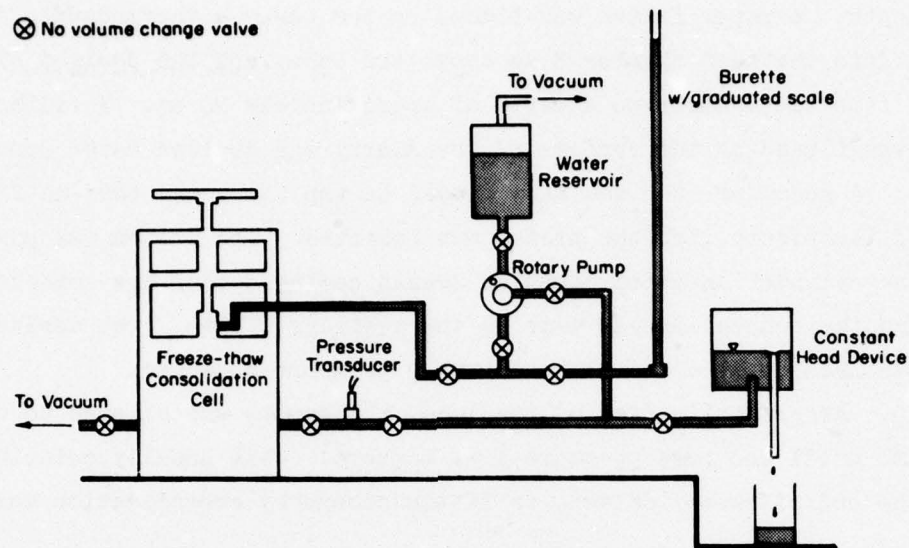 No volume change valve
To Vacuum
Burette
w/graduated scale
Water
Reservoir
Rotary Pump
Constant
Head Device
Pressure
Transducer
Freeze-thaw
Consolidation
Cell
To Vacuum